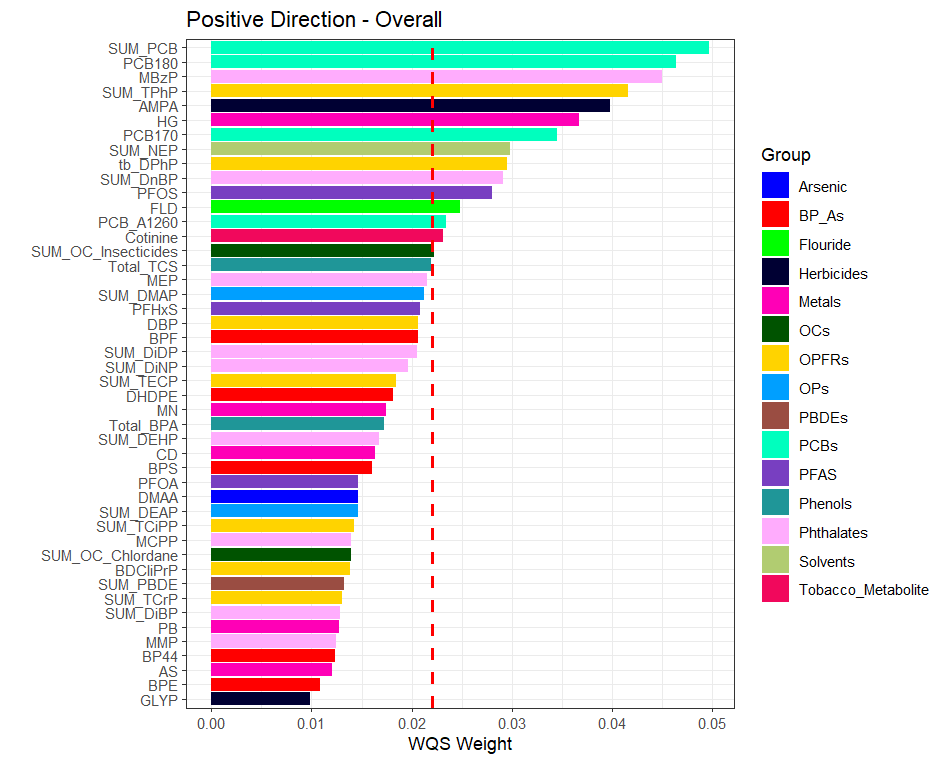 Positive Direction - Overall
SUM_PCB
PCB180
MBzP
SUM_TPhP
AMPA
HG
PCB170
SUM_NEP
tb_DPhP
SUM_DnBP
PFOS
FLD
PCB_A1260
Cotinine
SUM_OC_Insecticides
Total_TCS
MEP
SUM_DMAP
PFHxS
DBP
BPF
SUM_DiDP
SUM_DiNP
SUM_TECP
DHDPE
MN
Total_BPA
SUM_DEHP
CD
BPS
PFOA
DMAA
SUM_DEAP
SUM_TCiPP
MCPP
SUM_OC_Chlordane
BDCliPrP
SUM_PBDE
SUM_TCrP
SUM_DiBP
PB
MMP
BP44
AS
BPE
GLYP
0.00 0.01 0.02 0.03 0.04 0.05
WQS Weight
Group
Arsenic
BP_As
Flouride
Herbicides
Metals
OCs
OPFRs
OPs
PBDEs
PCBs
PFAS
Phenols
Phthalates
Solvents
Tobacco_Metabolite